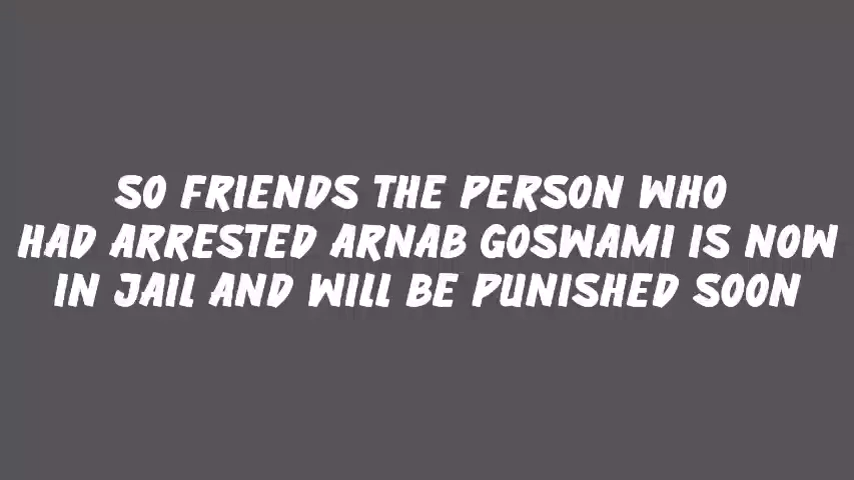 SO FRIENDS THE PERSON WHO
HAD ARRESTED ARNAB GOSWAMI IS NOW
IN JAIL AND WILL BE PUNISHED SOON